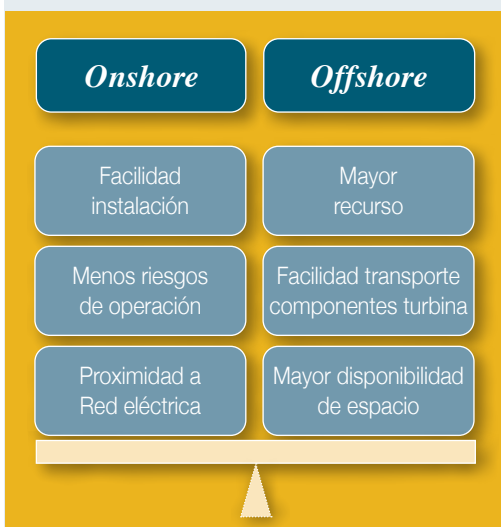 Onshore
Offshore
Facilidad
instalación
Mayor
recurso
Menos riesgos
de operación
Facilidad transporte
componentes turbina
Proximidad a
Red eléctrica
Mayor disponibilidad
de espacio